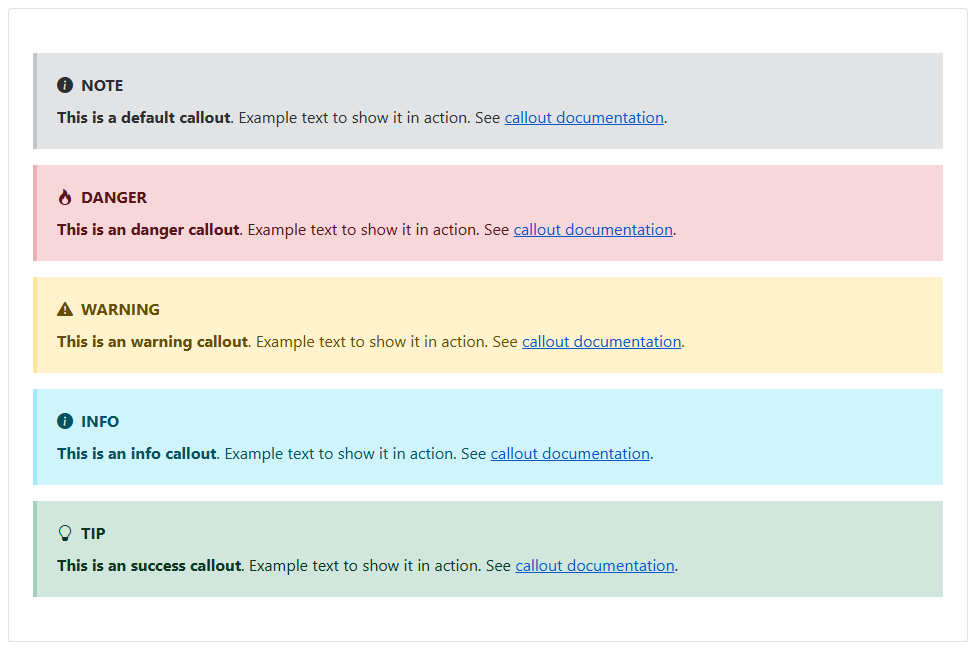 NOTE
This is a default callout. Example text to show it in action. See callout documentation.
DANGER
This is an danger callout. Example text to show it in action. See callout documentation.
WARNING
This is an warning callout. Example text to show it in action. See callout documentation.
INFO
This is an info callout. Example text to show it in action. See callout documentation.
TIP
This is an success callout. Example text to show it in action. See callout documentation.